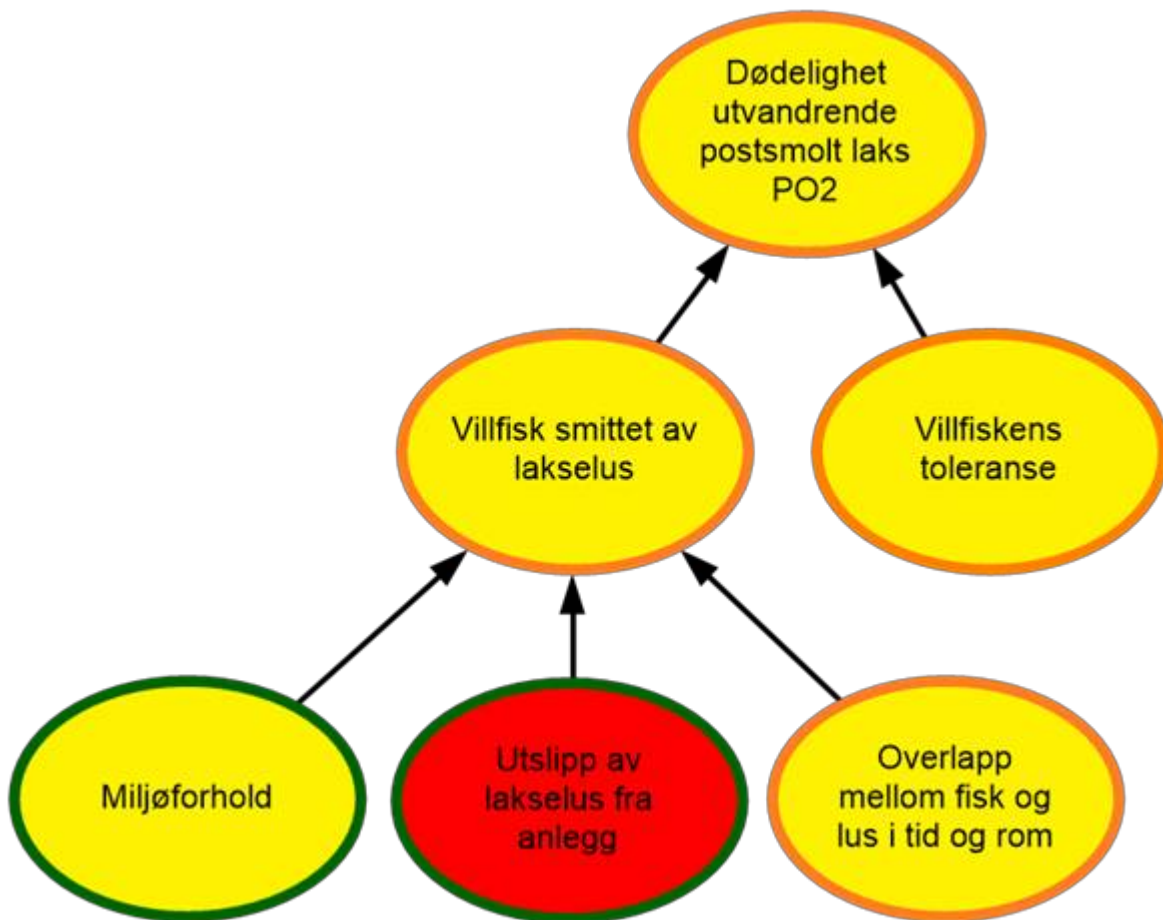 Dødelighet
utvandrende
postsmolt laks
PO2
Villfisk smittet av
lakselus
Villfiskens
toleranse
Miljøforhold
Utslipp av
lakselus fra
anlegg
Overlapp
mellom fisk og
lus i tid og rom